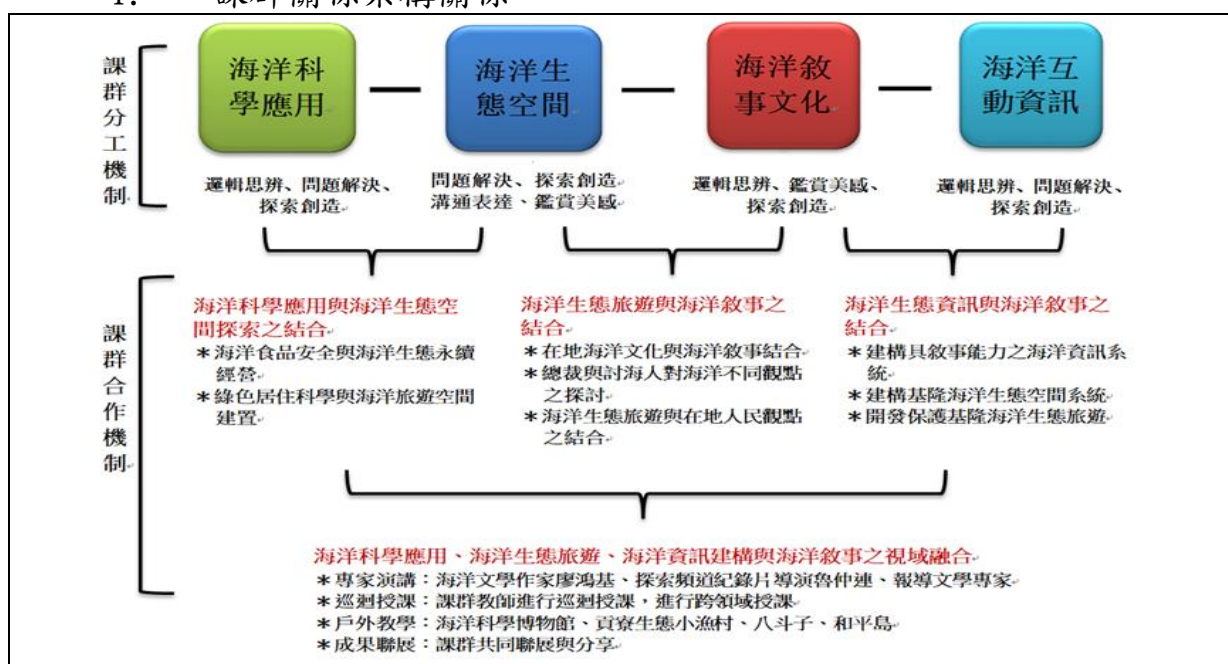 課群分工機制
海洋科
學應用
海洋生
態空間
海洋敘
事文化
海洋互
動資訊
邏輯思辨、問題解決、
探索創造
問題解決、探索創造
溝通表達、鑑賞美感
邏輯思辨、鑑賞美感、
探索創造
邏輯思辨、問題解決、
探索創造
課群合作機制
海洋科學應用與海洋生態空
間探索之結合
＊海洋食品安全與海洋生態永續
經營
＊綠色居住科學與海洋旅遊空間
建置
海洋生態旅遊與海洋敘事之
結合
＊在地海洋文化與海洋敘事結合
＊總裁與討海人對海洋不同觀點
之探討
＊海洋生態旅遊與在地人民觀點
之結合
海洋生態資訊與海洋敘事之
結合
＊建構具敘事能力之海洋資訊系
統
＊建構基隆海洋生態空間系統
＊開發保護基隆海洋生態旅遊
海洋科學應用、海洋生態旅遊、海洋資訊建構與海洋敘事之視域融合
＊專家演講：海洋文學作家廖鴻基、探索頻道紀錄片導演魯仲連、報導文學專家
＊巡迴授課：課群教師進行巡迴授課，進行跨領域授課
＊戶外教學：海洋科學博物館、貢寮生態小漁村、八斗子、和平島
＊成果聯展：課群共同聯展與分享